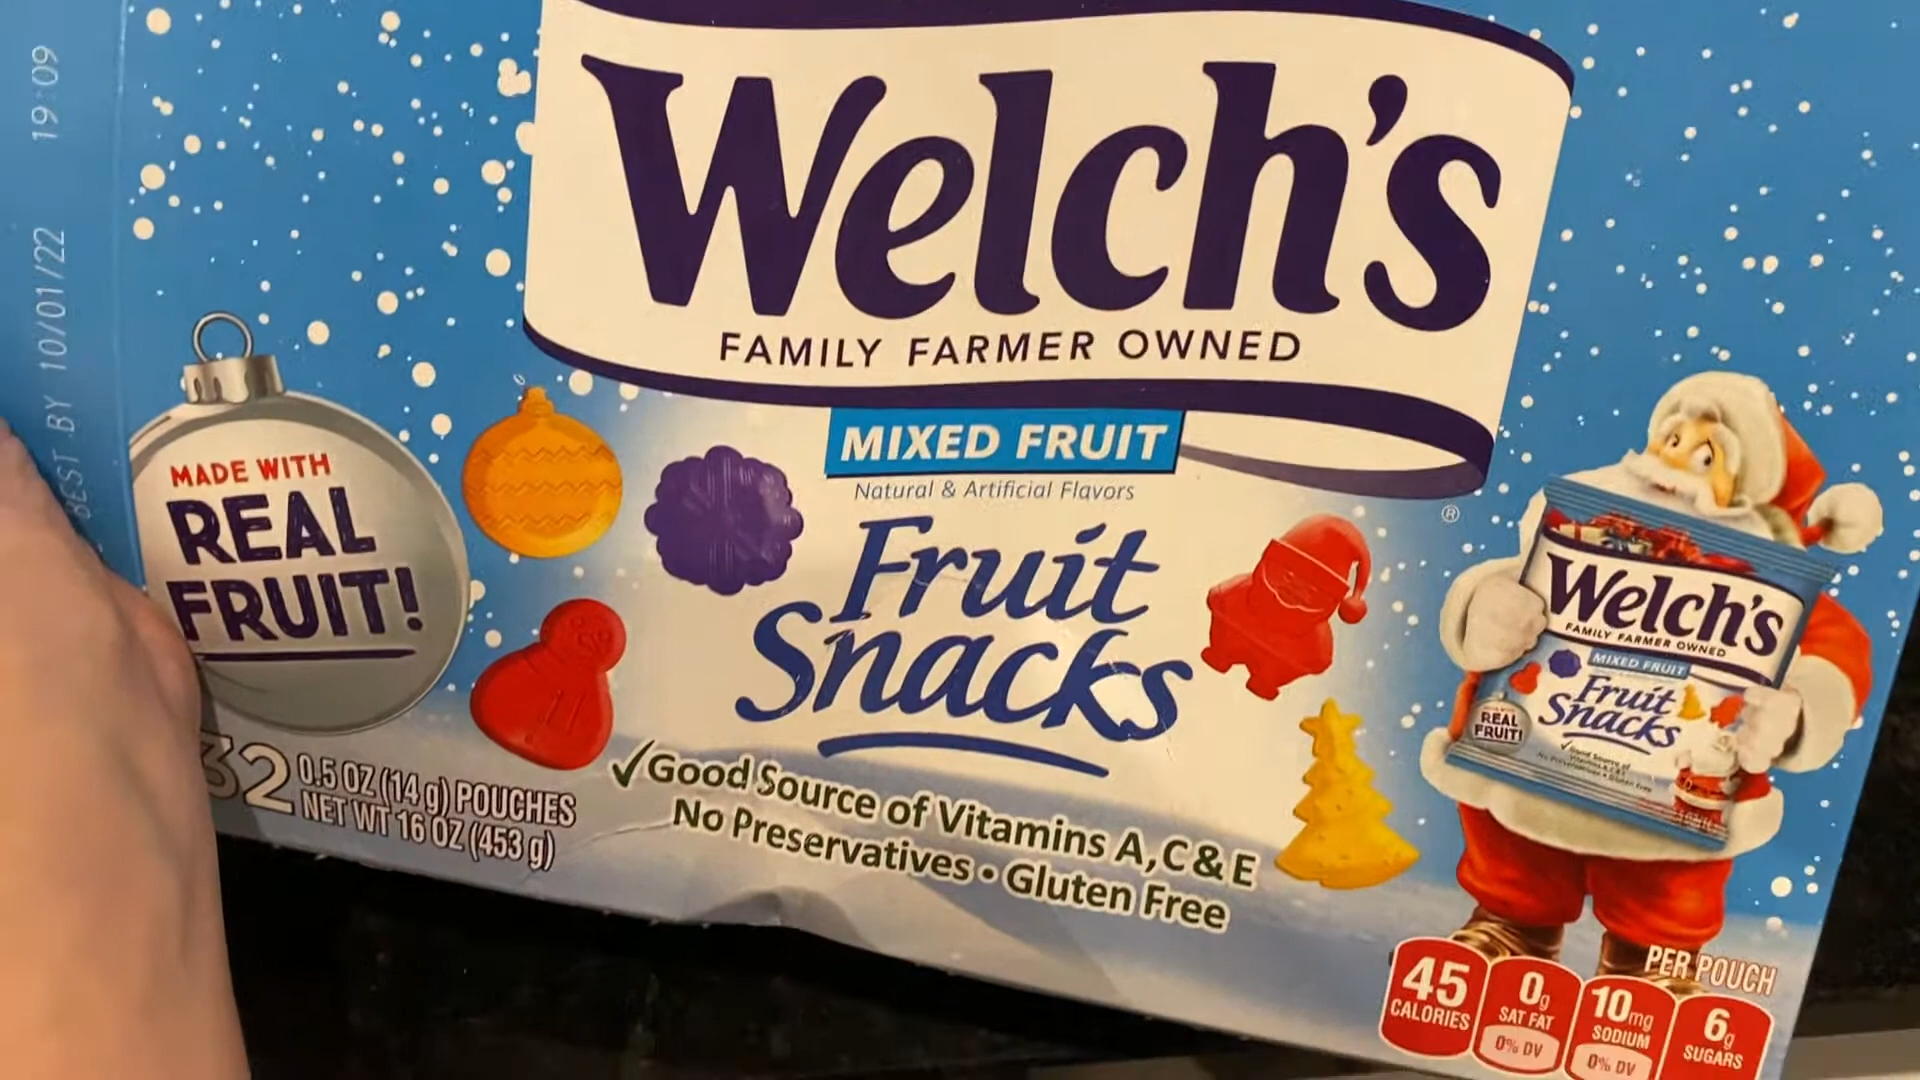 BEST BY 10/01/22 19:09
Welch's
FAMILY FARMER OWNED
MIXED FRUIT
Natural & Artificial Flavors
Fruit
Snacks
®
MADE WITH
REAL
FRUIT!
32 0.5 OZ (14 g) POUCHES
NET WT 16 OZ (453 g)
✓Good Source of Vitamins A, C & E
No Preservatives • Gluten Free
Welch's
FAMILY FARMER OWNED
MIXED FRUIT
Fruit
Snacks
REAL
FRUIT!
PER POUCH
45
CALORIES
0g
SAT FAT
0% DV
10mg
SODIUM
0% DV
6g
SUGARS